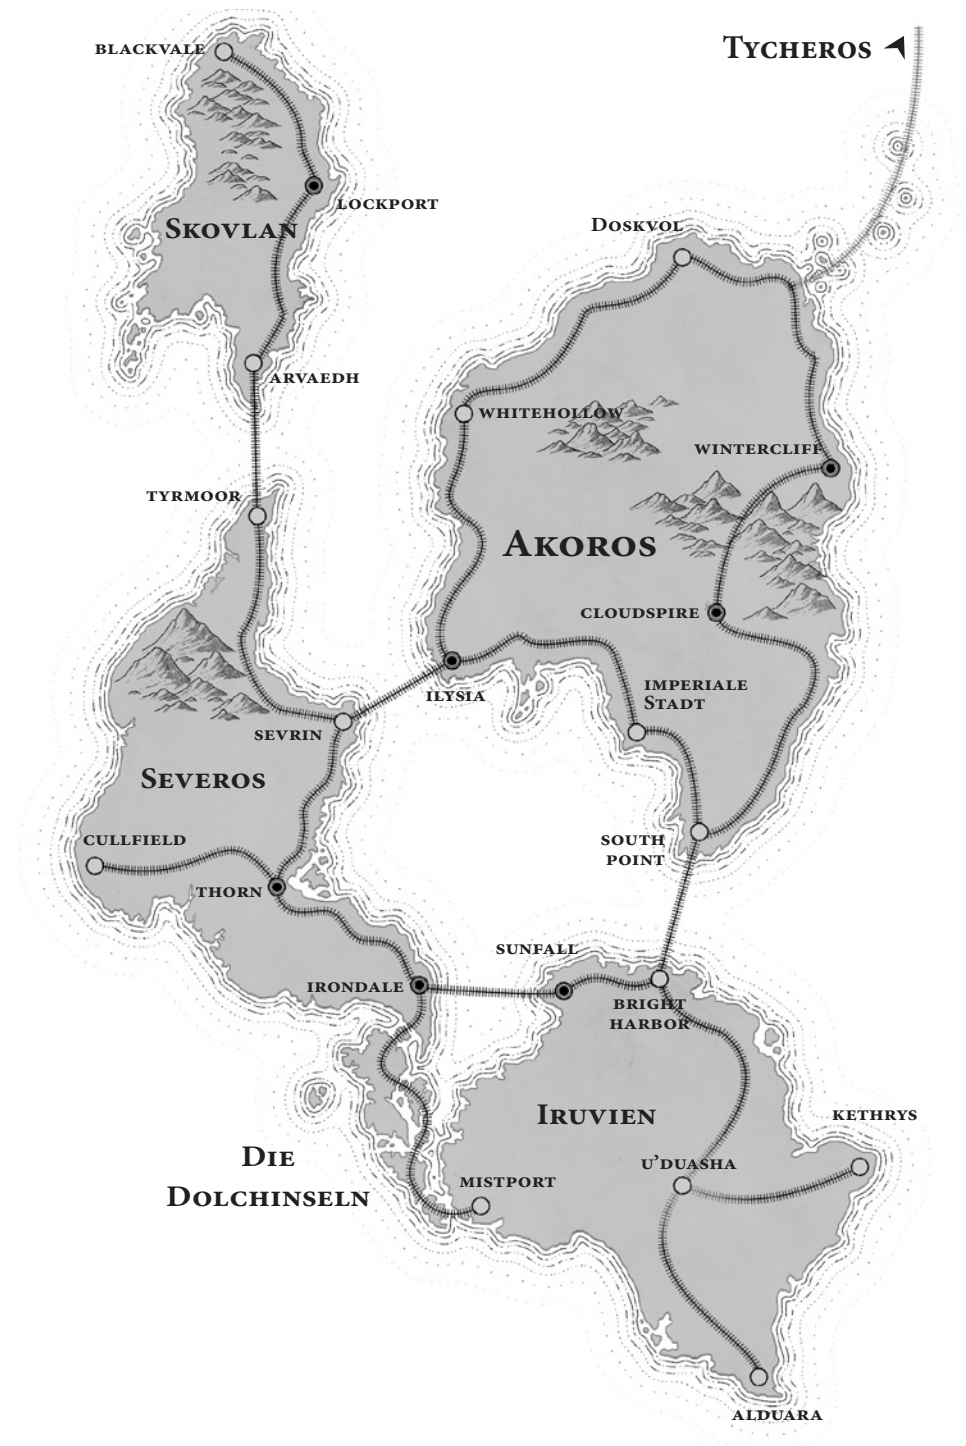 BLACKVALE
TYCHEROS
LOCKPORT
SKOVLAN
DOSKVOL
ARVAEDH
WHITEHOLLOW
WINTERCLIFF
TYRMOOR
AKOROS
CLOUDSPIRE
ILYSIA
IMPERIALE
STADT
SEVRIN
SEVEROS
CULLFIELD
SOUTH
POINT
THORN
SUNFALL
IRONDALE
BRIGHT
HARBOR
IRUVIEN
KETHRYS
DIE
DOLCHINSELN
U'DUASHA
MISTPORT
ALDUARA